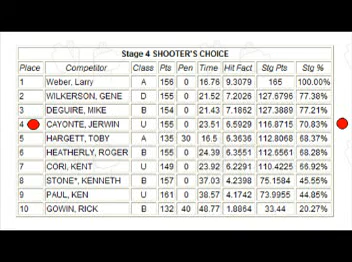 Stage 4 SHOOTER'S CHOICE
Place Competitor Class Pts Pen Time Hit Fact Stg Pts Stg %
1 Weber, Larry A 156 0 16.76 9.3079 165 100.00%
2 WILKERSON, GENE D 155 0 21.52 7.2026 127.6796 77.38%
3 DEGUIRE, MIKE B 154 0 21.43 7.1862 127.3889 77.21%
4 CAYONTE, JERWIN U 155 0 23.51 6.5929 116.8715 70.83%
5 HARGETT, TOBY A 135 30 16.5 6.3636 112.8080 68.37%
6 HEATHERLY, ROGER B 155 0 24.39 6.3551 112.6561 68.28%
7 CORI, KENT U 149 0 23.92 6.2291 110.4225 66.92%
8 STONE*, KENNETH B 157 0 37.03 4.2398 75.1584 45.55%
9 PAUL, KEN U 161 0 38.57 4.1742 73.9955 44.85%
10 GOWIN, RICK B 132 40 48.77 1.8864 33.44 20.27%